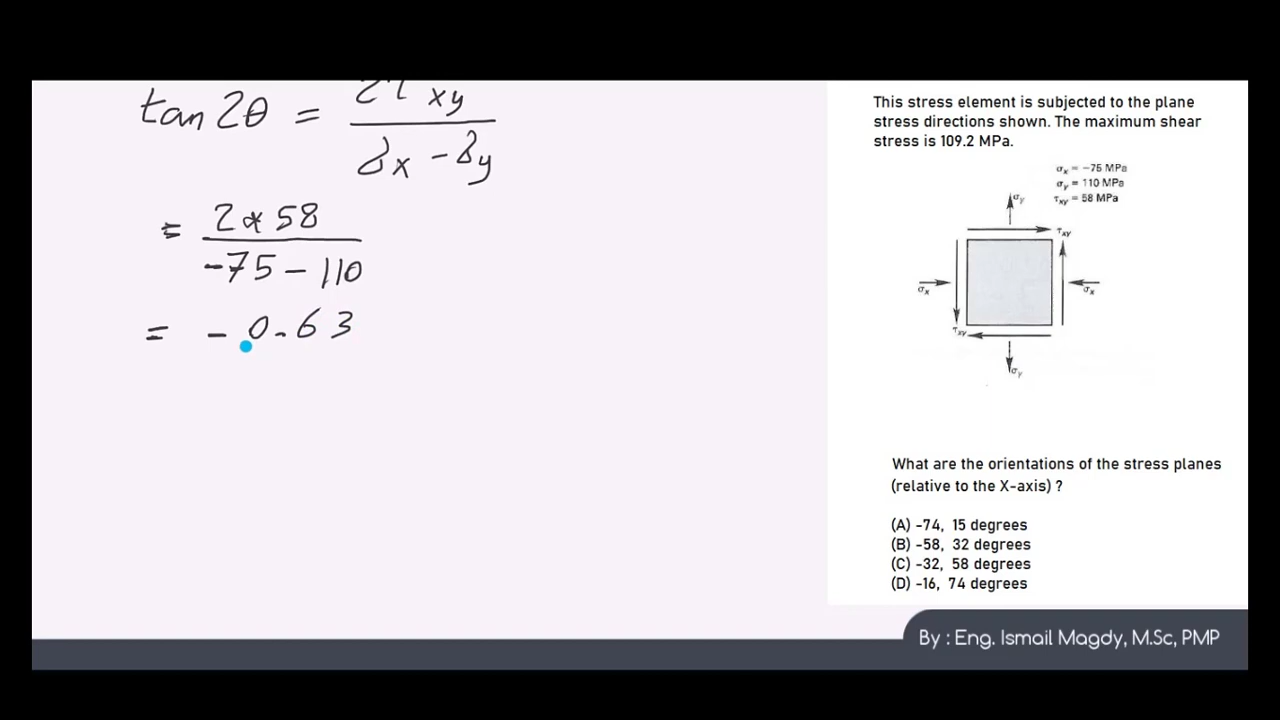 tan 2θ = 2τxy / σx - σy
= 2 * 58 / -75 - 110
= - 0.63
This stress element is subjected to the plane
stress directions shown. The maximum shear
stress is 109.2 MPa.
σx = -75 MPa
σy = 110 MPa
τxy = 58 MPa
σy
τxy
σx
σx
τxy
σy
What are the orientations of the stress planes
(relative to the X-axis) ?
(A) -74, 15 degrees
(B) -58, 32 degrees
(C) -32, 58 degrees
(D) -16, 74 degrees
By : Eng. Ismail Magdy, M.Sc, PMP